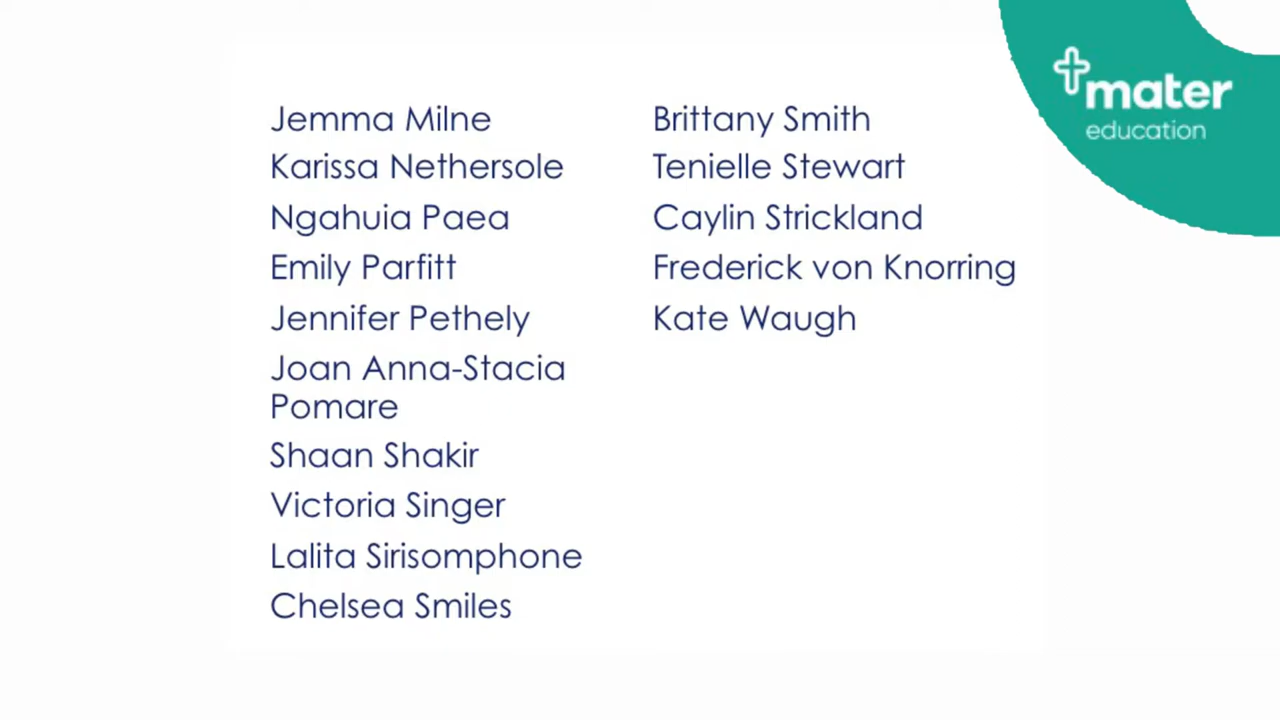 Jemma Milne
Karissa Nethersole
Ngahuia Paea
Emily Parfitt
Jennifer Pethely
Joan Anna-Stacia
Pomare
Shaan Shakir
Victoria Singer
Lalita Sirisomphone
Chelsea Smiles
Brittany Smith
Tenielle Stewart
Caylin Strickland
Frederick von Knorring
Kate Waugh
mater
education